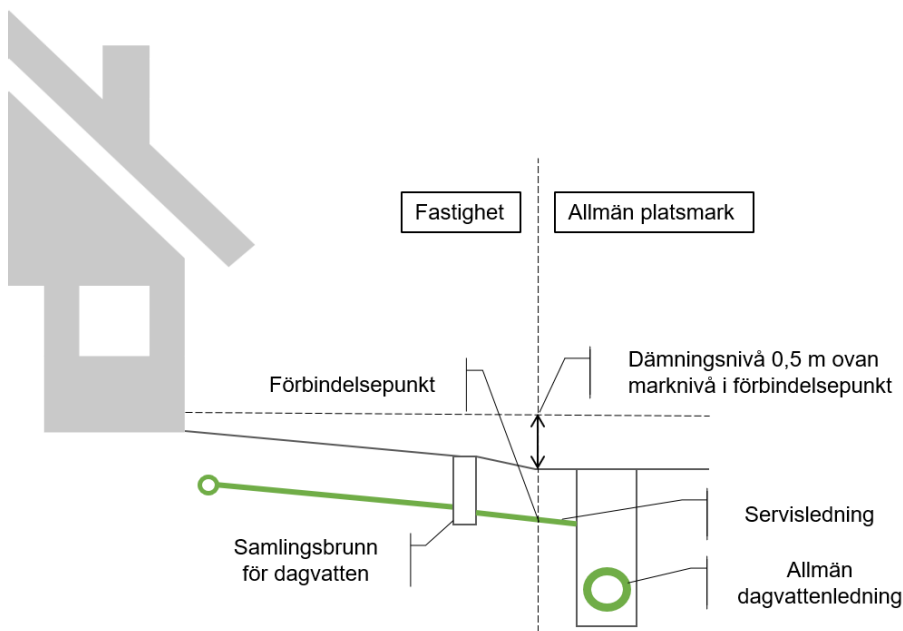 Fastighet
Allmän platsmark
Förbindelsepunkt
Dämningsnivå 0,5 m ovan
marknivå i förbindelsepunkt
Servisledning
Samlingsbrunn
för dagvatten
Allmän
dagvattenledning